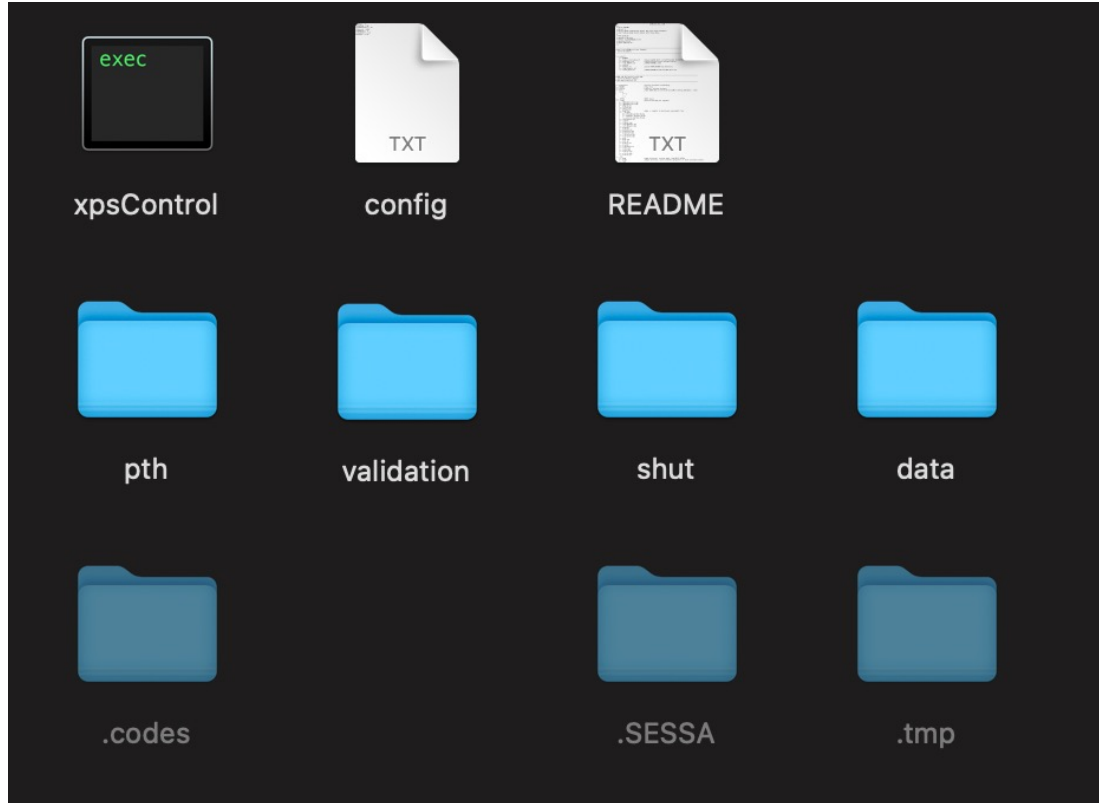 exec
TXT
TXT
xpsControl
config
README
pth
validation
shut
data
.codes
.SESSA
.tmp